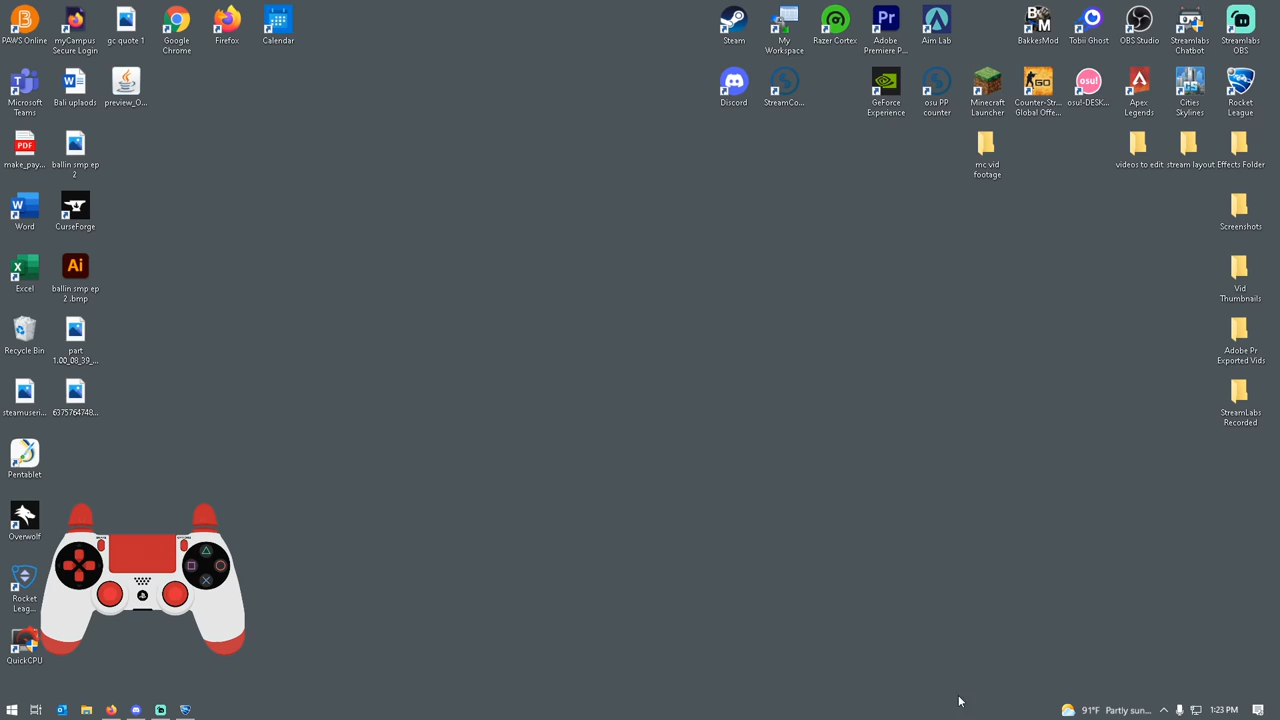 PAWS Online
myCampus
Secure Login
gc quote 1
Google
Chrome
Firefox
Calendar
Steam
My
Workspace
Razer Cortex
Adobe
Premiere P...
Aim Lab
BakkesMod
Tobii Ghost
OBS Studio
Streamlabs
Chatbot
Streamlabs
OBS
Microsoft
Teams
Bali uplaods
preview_O...
Discord
StreamCo...
GeForce
Experience
osu PP
counter
Minecraft
Launcher
Counter-Str...
Global Offe...
osu!-DESK...
Apex
Legends
Cities
Skylines
Rocket
League
make_pay...
ballin smp ep
2
mc vid
footage
videos to edit
stream layout
Effects Folder
Word
CurseForge
Screenshots
Excel
ballin smp ep
2 .bmp
Vid
Thumbnails
Recycle Bin
part
1.00_08_39_...
Adobe Pr
Exported Vids
steamuseri...
6375764748...
StreamLabs
Recorded
Pentablet
Overwolf
Rocket
Leag...
QuickCPU
91°F Partly sun...
1:23 PM